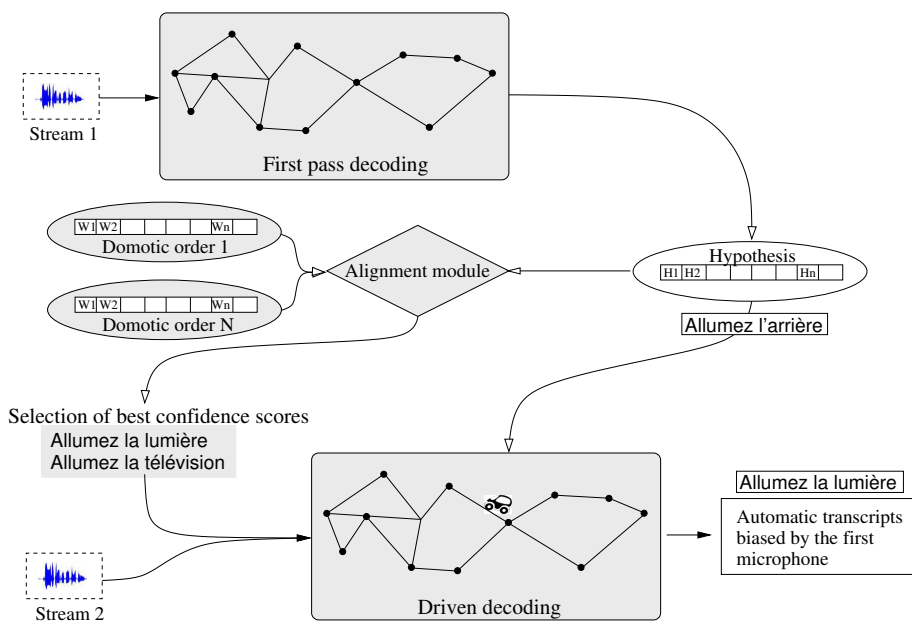 Stream 1
First pass decoding
W1 W2 Wn
Domotic order 1
Alignment module
Hypothesis
H1 H2 Hn
W1 W2 Wn
Domotic order N
Allumez l'arrière
Selection of best confidence scores
Allumez la lumière
Allumez la télévision
Allumez la lumière
Automatic transcripts
biased by the first
microphone
Stream 2
Driven decoding